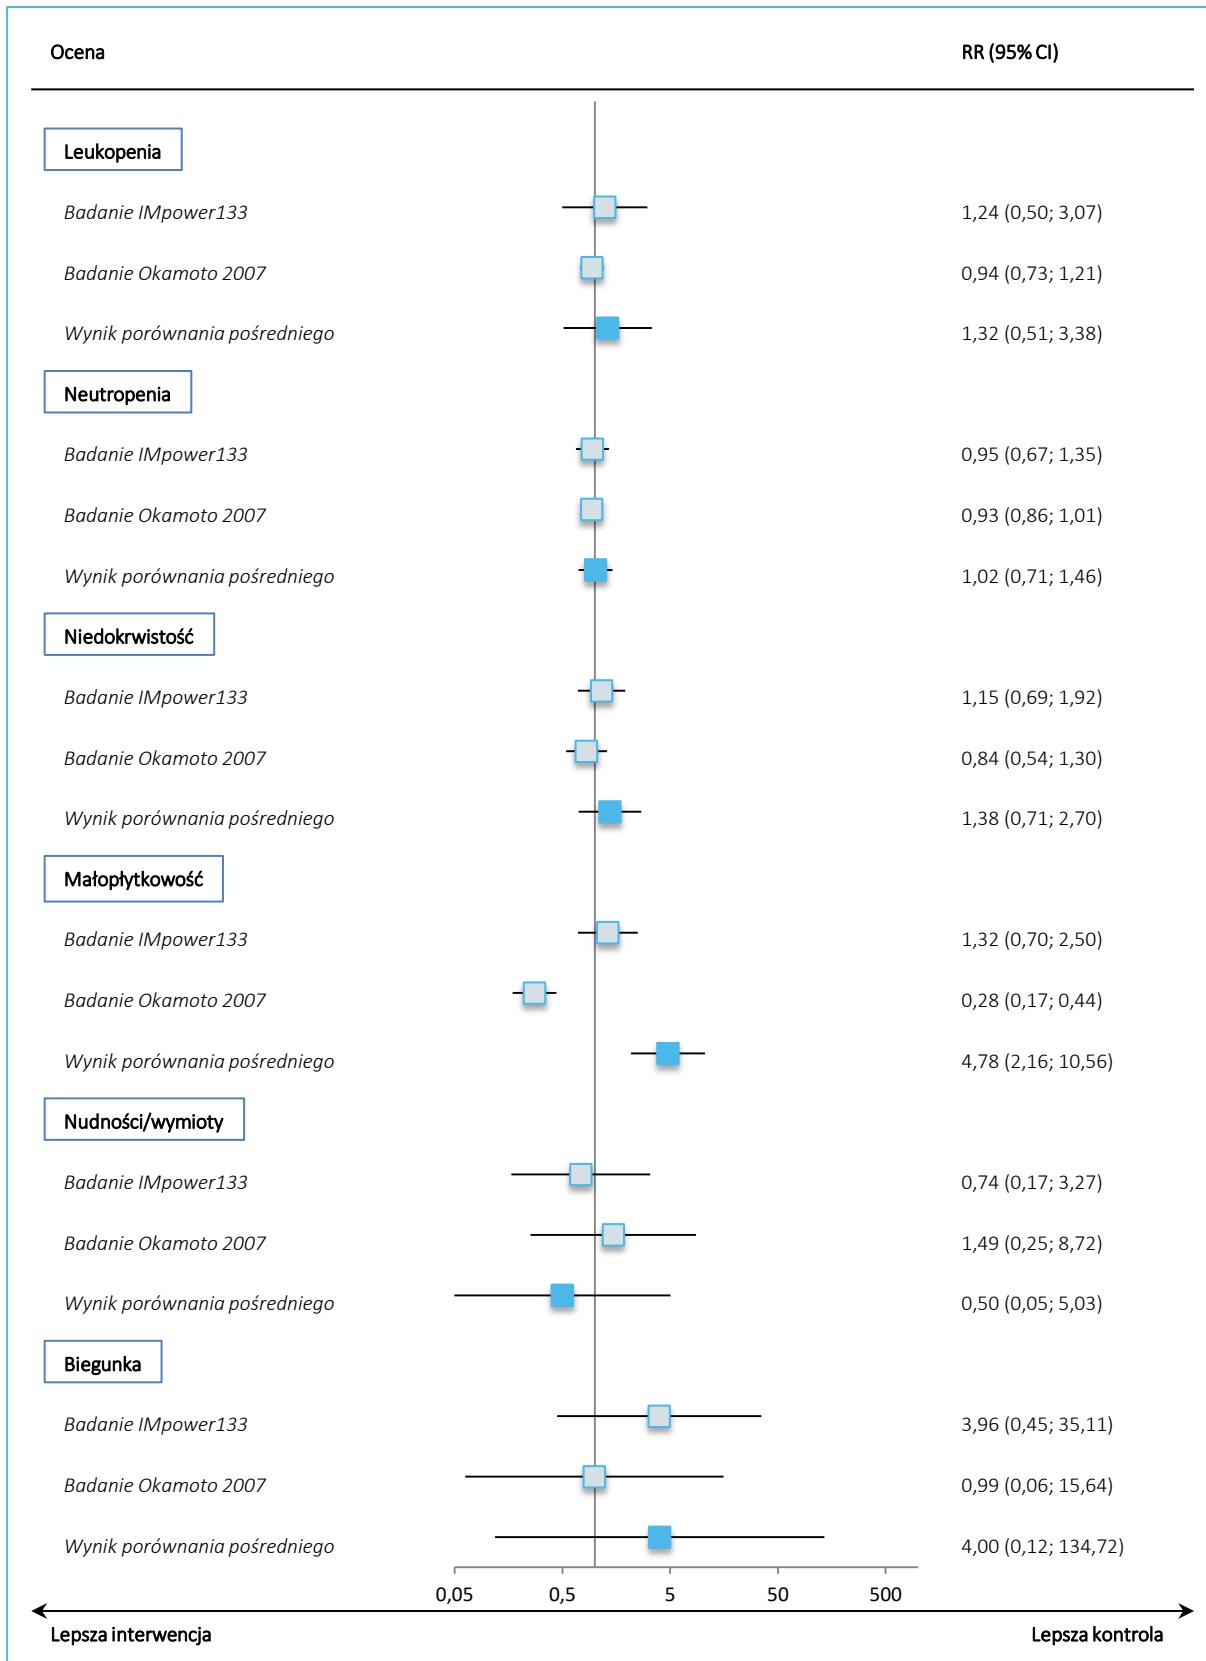 Ocena RR (95% CI)
Leukopenia
Badanie IMpower133 1,24 (0,50; 3,07)
Badanie Okamoto 2007 0,94 (0,73; 1,21)
Wynik porównania pośredniego 1,32 (0,51; 3,38)
Neutropenia
Badanie IMpower133 0,95 (0,67; 1,35)
Badanie Okamoto 2007 0,93 (0,86; 1,01)
Wynik porównania pośredniego 1,02 (0,71; 1,46)
Niedokrwistość
Badanie IMpower133 1,15 (0,69; 1,92)
Badanie Okamoto 2007 0,84 (0,54; 1,30)
Wynik porównania pośredniego 1,38 (0,71; 2,70)
Małopłytkowość
Badanie IMpower133 1,32 (0,70; 2,50)
Badanie Okamoto 2007 0,28 (0,17; 0,44)
Wynik porównania pośredniego 4,78 (2,16; 10,56)
Nudności/wymioty
Badanie IMpower133 0,74 (0,17; 3,27)
Badanie Okamoto 2007 1,49 (0,25; 8,72)
Wynik porównania pośredniego 0,50 (0,05; 5,03)
Biegunka
Badanie IMpower133 3,96 (0,45; 35,11)
Badanie Okamoto 2007 0,99 (0,06; 15,64)
Wynik porównania pośredniego 4,00 (0,12; 134,72)
0,05 0,5 5 50 500
Lepsza interwencja Lepsza kontrola